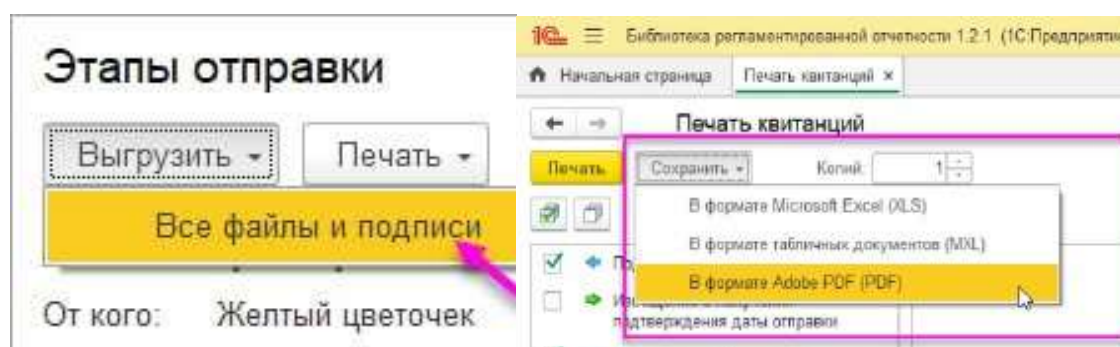 Этапы отправки
Выгрузить
Печать
Все файлы и подписи
От кого: Желтый цветочек
1С
Библиотека регламентированной отчетности 1.2.1 (1С:Предприятие
Начальная страница
Печать квитанций ×
Печать квитанций
Печать
Сохранить
Копий:
1
В формате Microsoft Excel (XLS)
В формате табличных документов (MXL)
В формате Adobe PDF (PDF)
подтверждения даты отправки